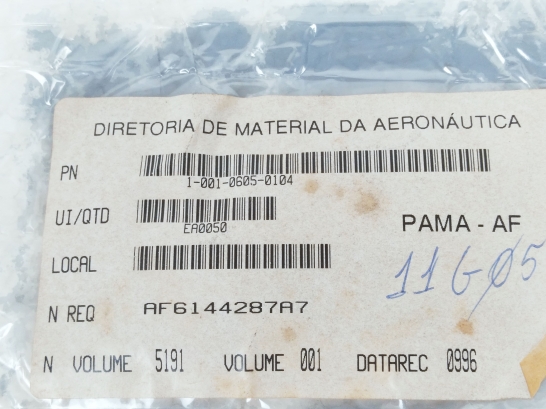 DIRETORIA DE MATERIAL DA AERONÁUTICA
PN 1-001-0605-0104
UI/QTD EA0050
PAMA - AF
LOCAL
11G05
N REQ AF6144287A7
N VOLUME 5191 VOLUME 001 DATAREC 0996